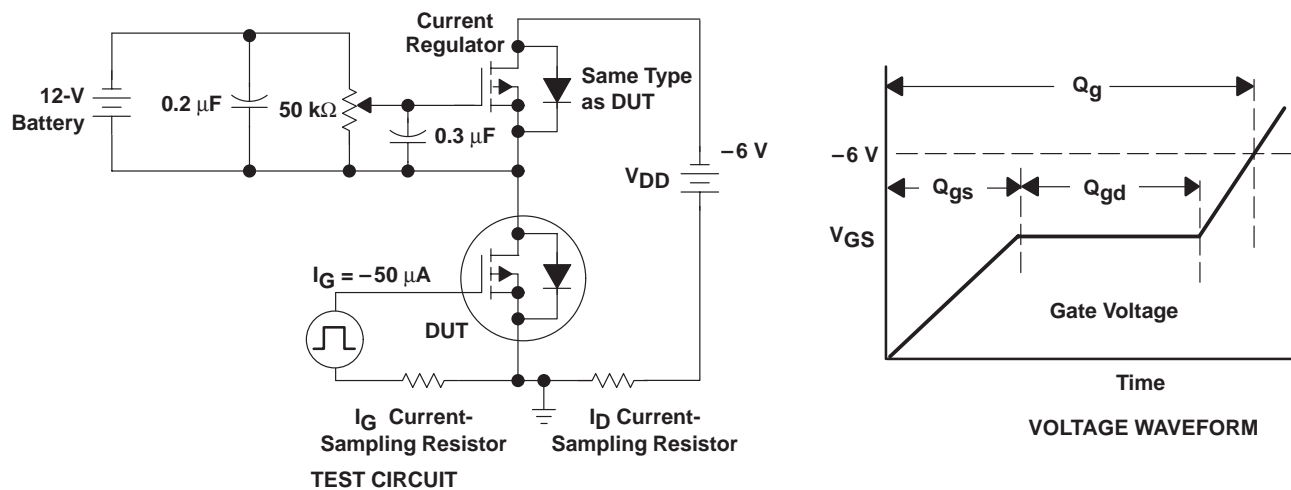 Current
Regulator
Same Type
as DUT
12-V
Battery
0.2 μF
50 kΩ
0.3 μF
−6 V
VDD
IG = −50 μA
DUT
IG Current-
Sampling Resistor
ID Current-
Sampling Resistor
TEST CIRCUIT
Qg
−6 V
Qgs
Qgd
VGS
Gate Voltage
Time
VOLTAGE WAVEFORM